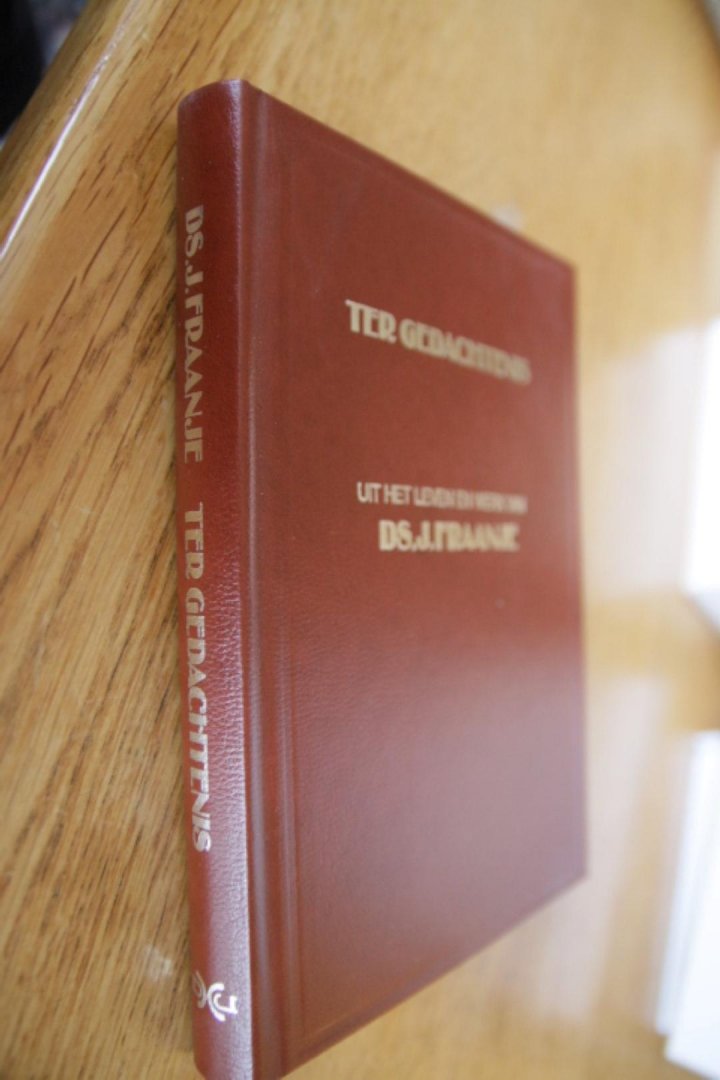 TER GEDACHTENIS
UIT HET LEVEN EN WERK VAN
DS.J.FRAANJE
DS.J.FRAANJE TER GEDACHTENIS